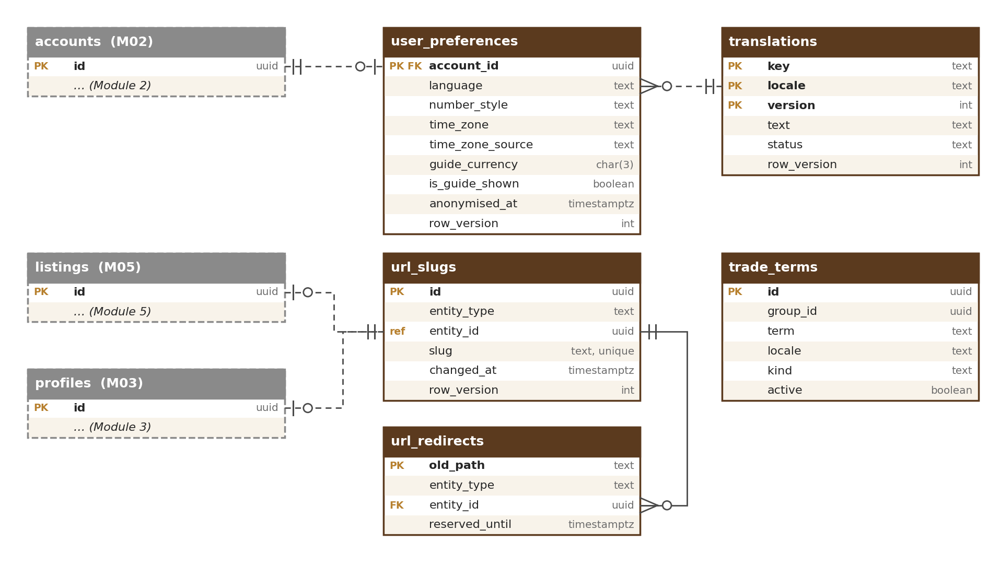 accounts (M02)
PK id uuid
... (Module 2)
user_preferences
PK FK account_id uuid
language text
number_style text
time_zone text
time_zone_source text
guide_currency char(3)
is_guide_shown boolean
anonymised_at timestamptz
row_version int
translations
PK key text
PK locale text
PK version int
text text
status text
row_version int
listings (M05)
PK id uuid
... (Module 5)
profiles (M03)
PK id uuid
... (Module 3)
url_slugs
PK id uuid
entity_type text
ref entity_id uuid
slug text, unique
changed_at timestamptz
row_version int
url_redirects
PK old_path text
entity_type text
FK entity_id uuid
reserved_until timestamptz
trade_terms
PK id uuid
group_id uuid
term text
locale text
kind text
active boolean